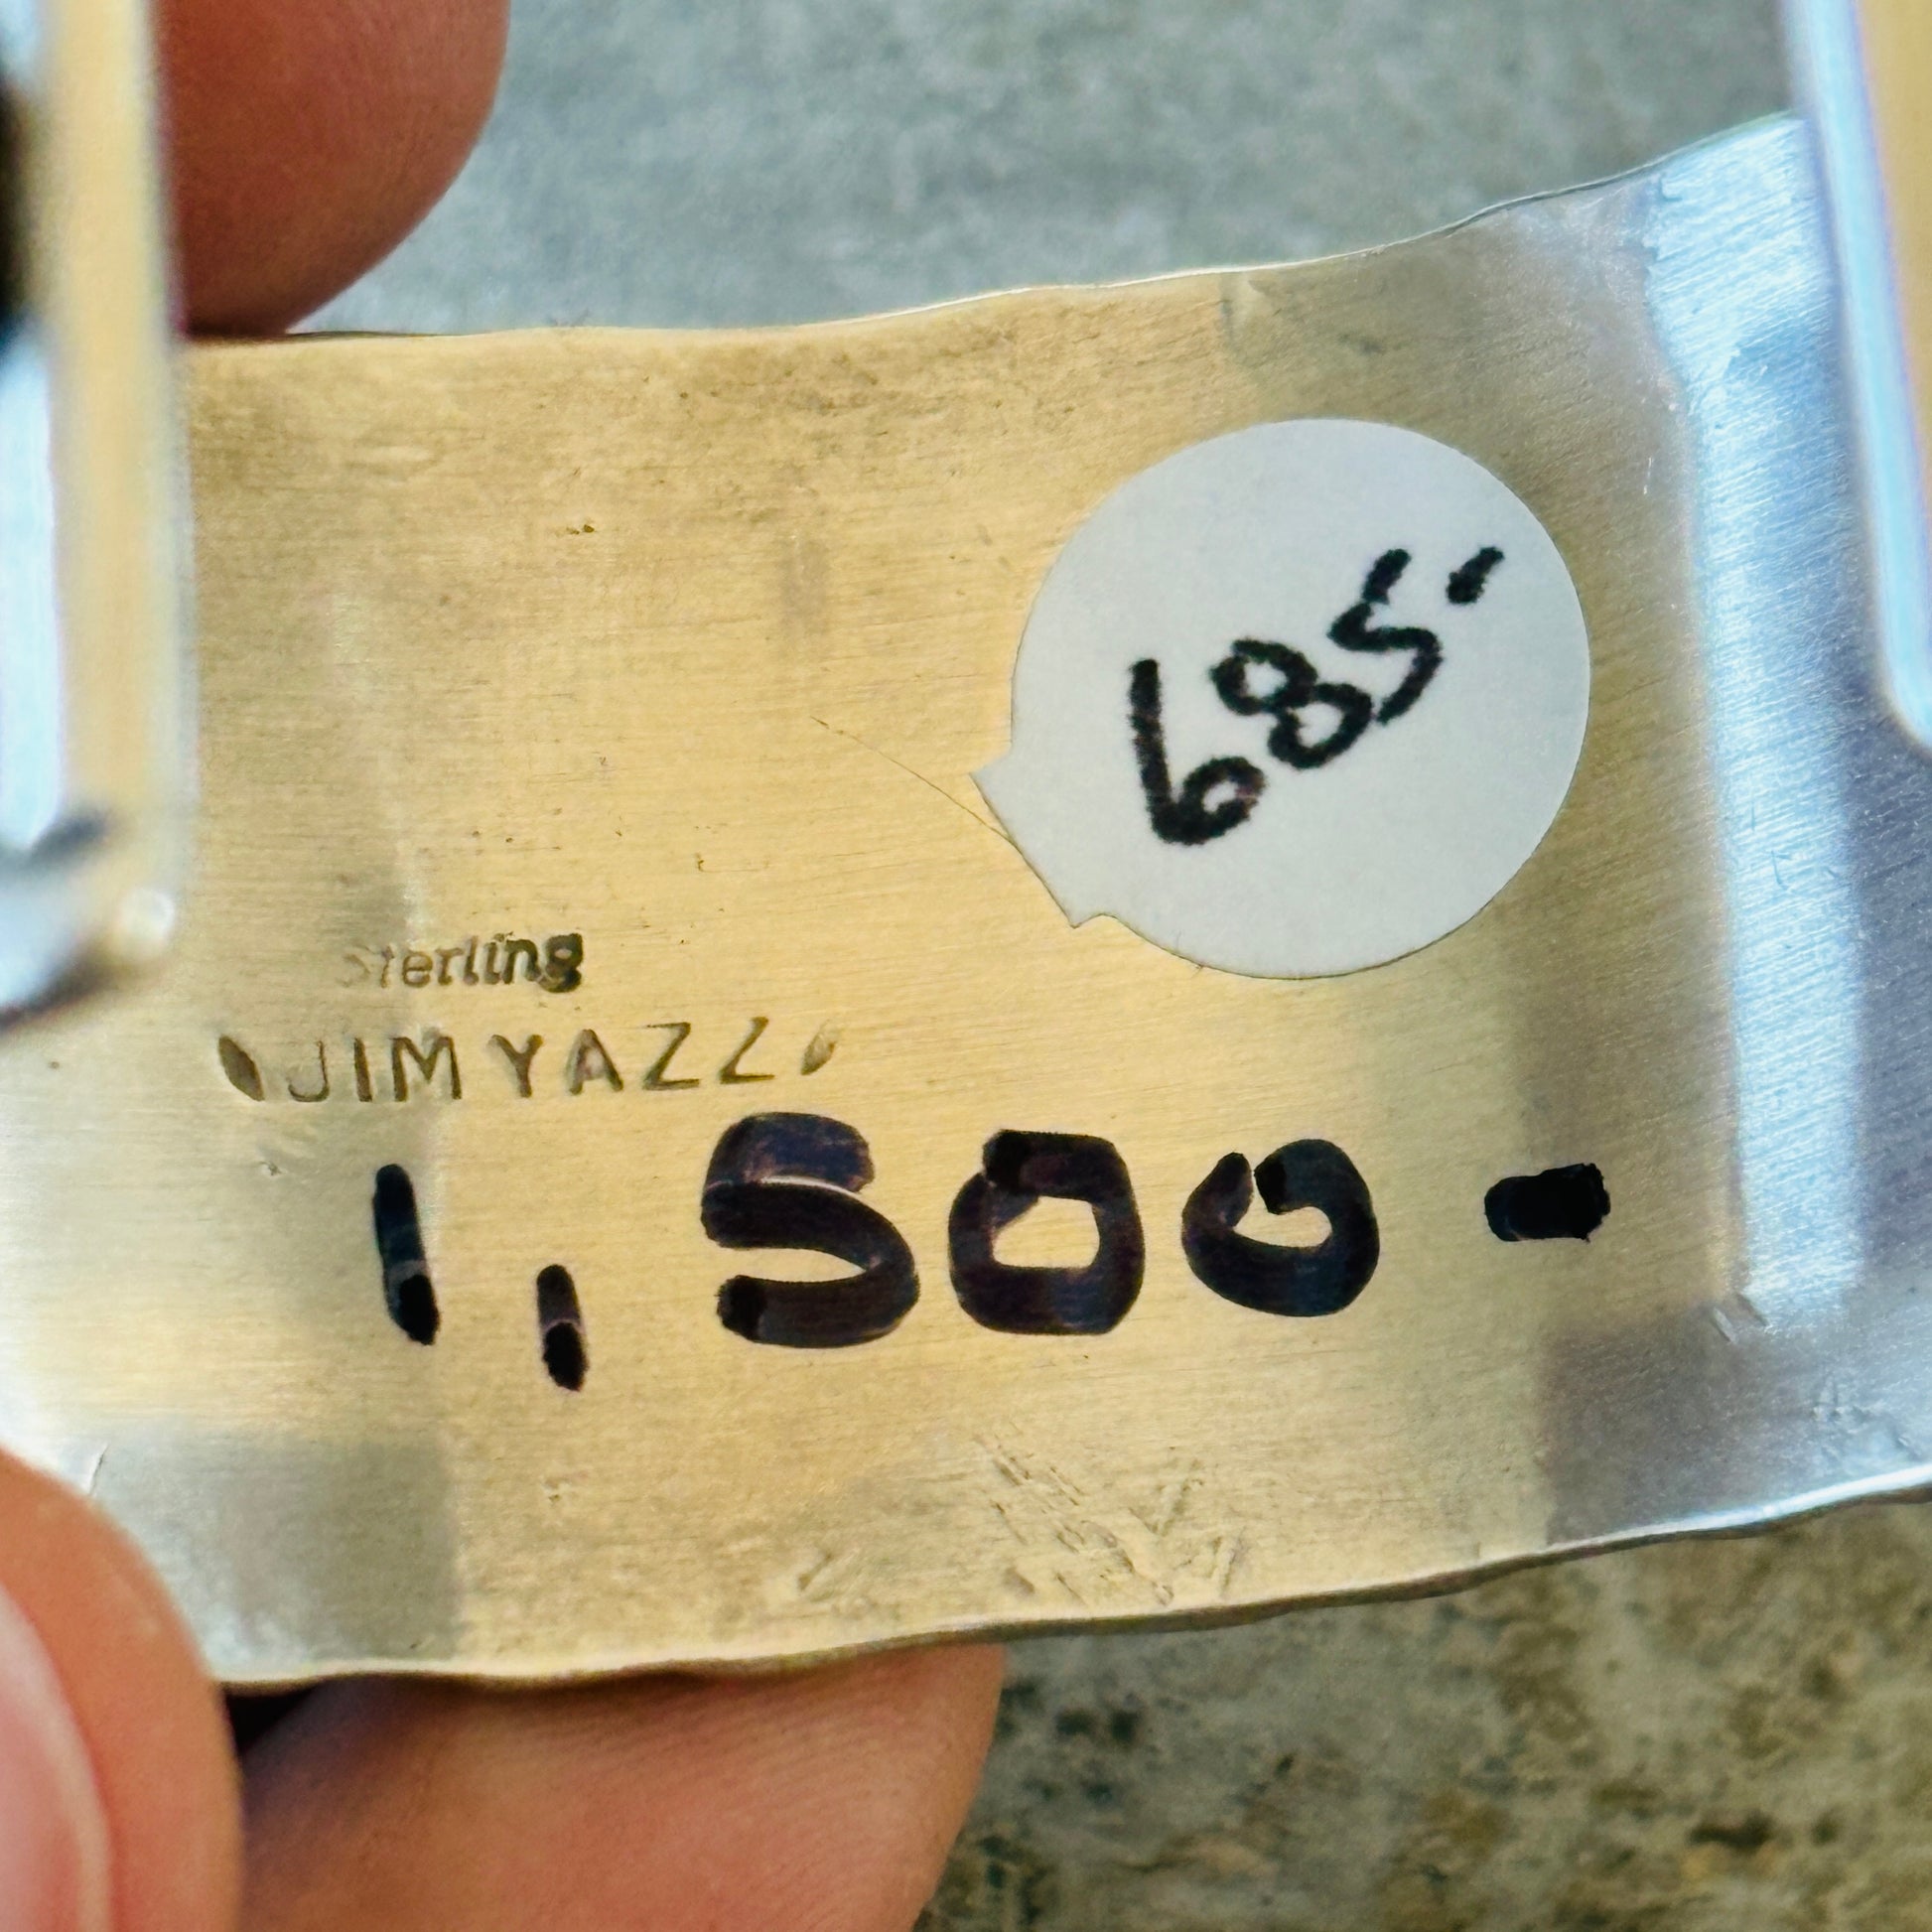 685-
Sterling
JIM YAZZ
1,500-